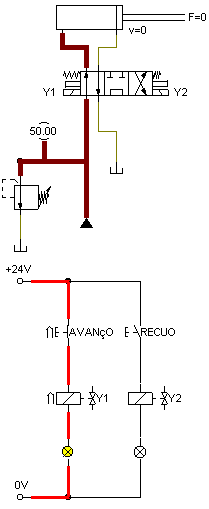 F=0
v=0
Y1 Y2
50.00
+24V
AVANçO RECUO
Y1 Y2
0V